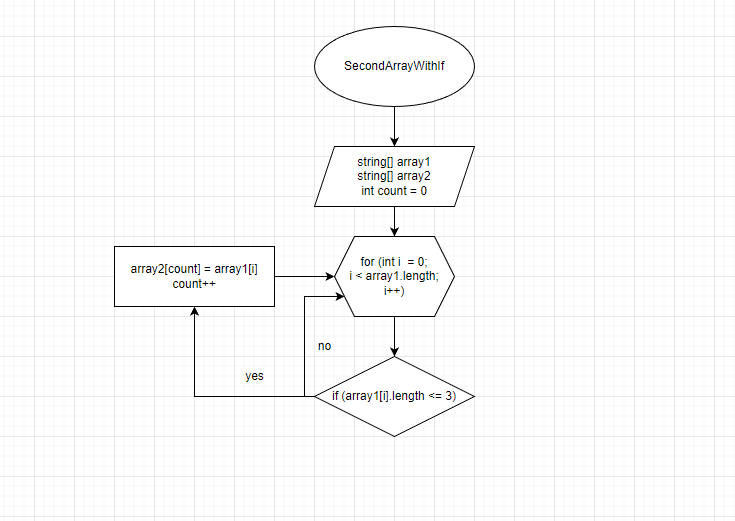 SecondArrayWithIf
string[] array1
string[] array2
int count = 0
for (int i  = 0;
i < array1.length;
i++)
array2[count] = array1[i]
count++
no
yes
if (array1[i].length <= 3)